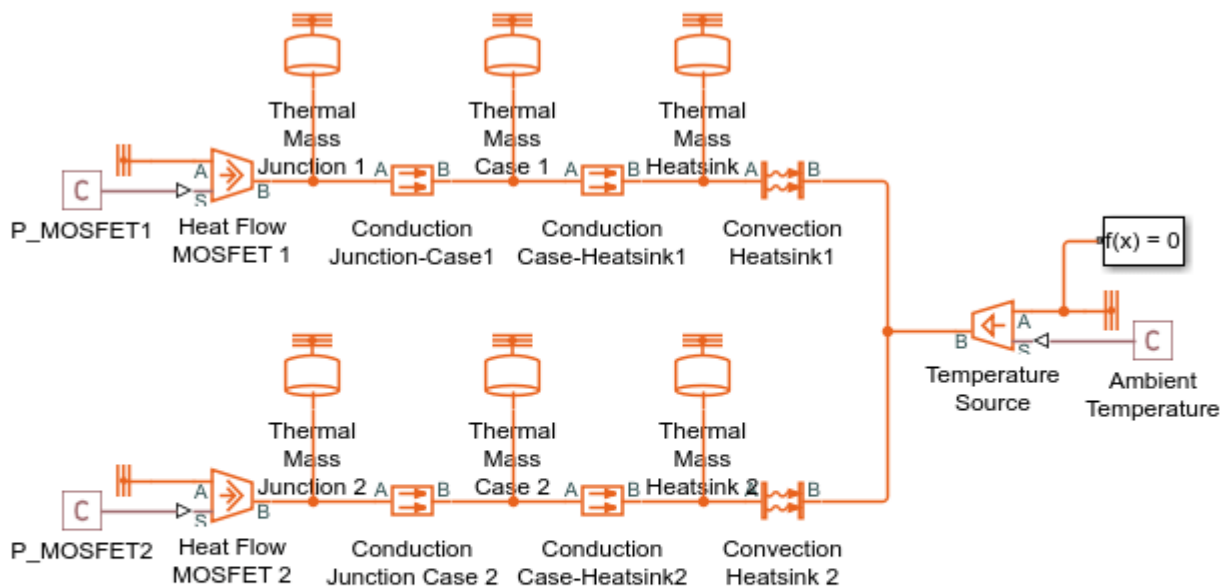 Thermal
Mass
Junction 1
Thermal
Mass
Case 1
Thermal
Mass
Heatsink
A
B
A
B
A
B
A
B
S
C
P_MOSFET1
Heat Flow
MOSFET 1
Conduction
Junction-Case1
Conduction
Case-Heatsink1
Convection
Heatsink1
f(x) = 0
A
B
S
C
Temperature
Source
Ambient
Temperature
Thermal
Mass
Junction 2
Thermal
Mass
Case 2
Thermal
Mass
Heatsink 2
A
B
A
B
A
B
A
B
S
C
P_MOSFET2
Heat Flow
MOSFET 2
Conduction
Junction Case 2
Conduction
Case-Heatsink2
Convection
Heatsink 2